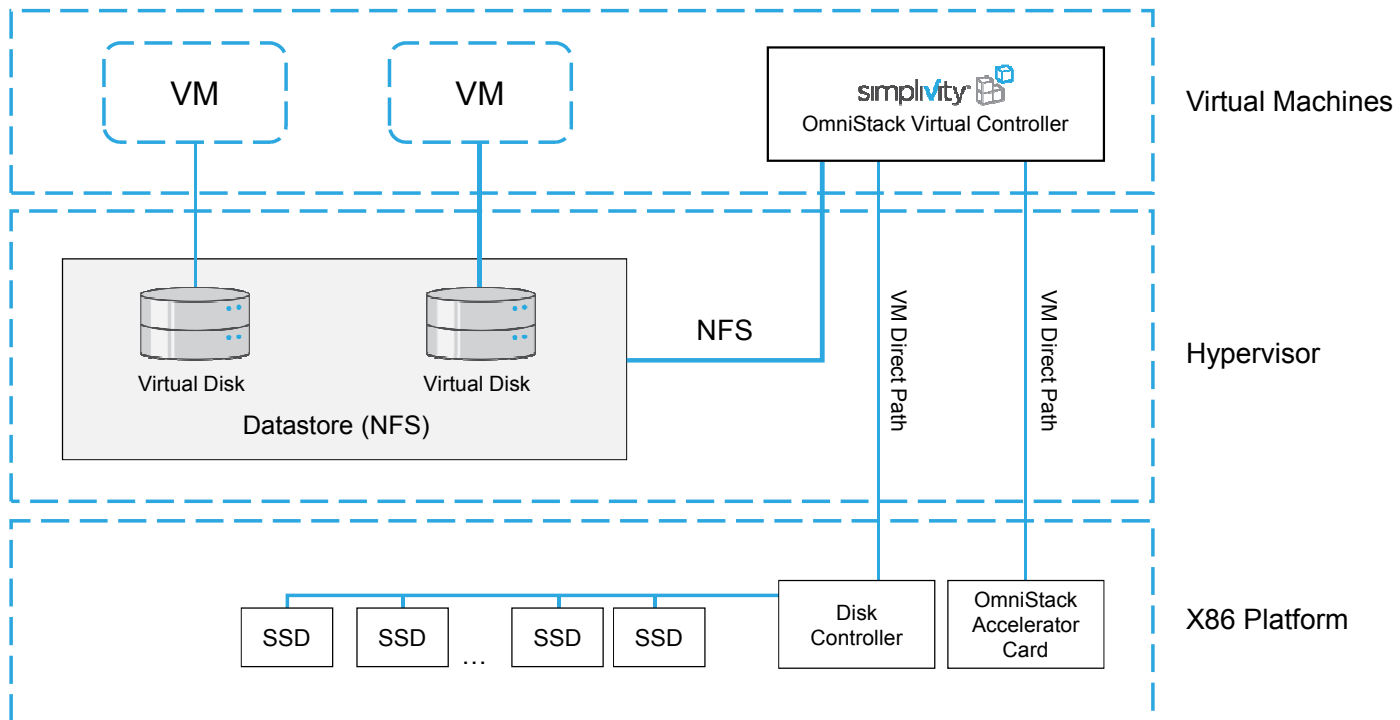 VM
VM
simplivity
OmniStack Virtual Controller
Virtual Machines
Virtual Disk
Virtual Disk
Datastore (NFS)
NFS
VM Direct Path
VM Direct Path
Hypervisor
SSD
SSD
...
SSD
SSD
Disk
Controller
OmniStack
Accelerator
Card
X86 Platform